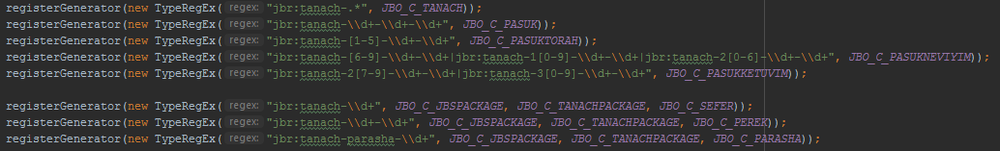 registerGenerator(new TypeRegEx( regex: "jbr:tanach-.*", JBO_C_TANACH));
registerGenerator(new TypeRegEx( regex: "jbr:tanach-\\d+-\\d+-\\d+", JBO_C_PASUK));
registerGenerator(new TypeRegEx( regex: "jbr:tanach-[1-5]-\\d+-\\d+", JBO_C_PASUKTORAH));
registerGenerator(new TypeRegEx( regex: "jbr:tanach-[6-9]-\\d+-\\d+|jbr:tanach-1[0-9]-\\d+-\\d+|jbr:tanach-2[0-6]-\\d+-\\d+", JBO_C_PASUKNEVIYIM));
registerGenerator(new TypeRegEx( regex: "jbr:tanach-2[7-9]-\\d+-\\d+|jbr:tanach-3[0-9]-\\d+-\\d+", JBO_C_PASUKKETUVIM));
registerGenerator(new TypeRegEx( regex: "jbr:tanach-\\d+", JBO_C_JBSPACKAGE, JBO_C_TANACHPACKAGE, JBO_C_SEFER));
registerGenerator(new TypeRegEx( regex: "jbr:tanach-\\d+-\\d+", JBO_C_JBSPACKAGE, JBO_C_TANACHPACKAGE, JBO_C_PEREK));
registerGenerator(new TypeRegEx( regex: "jbr:tanach-parasha-\\d+", JBO_C_JBSPACKAGE, JBO_C_TANACHPACKAGE, JBO_C_PARASHA));